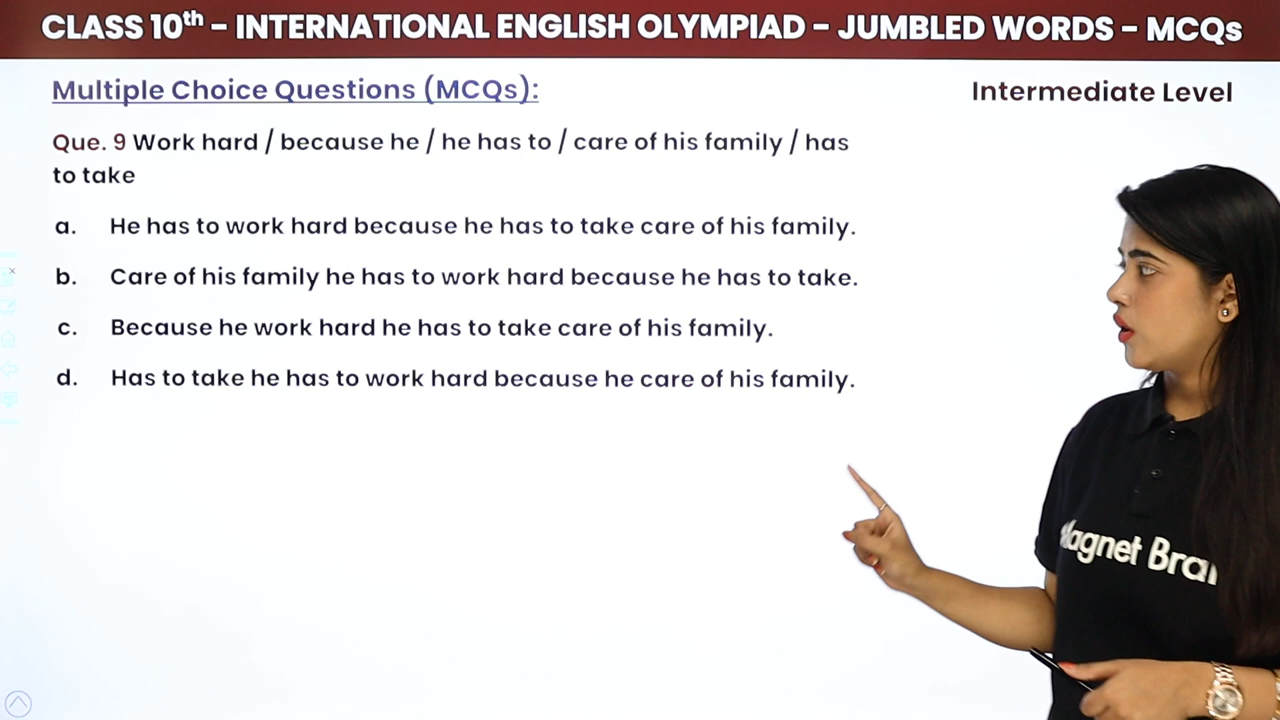 CLASS 10th – INTERNATIONAL ENGLISH OLYMPIAD – JUMBLED WORDS – MCQs
Multiple Choice Questions (MCQs):
Intermediate Level
Que. 9 Work hard / because he / he has to / care of his family / has
to take
a. He has to work hard because he has to take care of his family.
b. Care of his family he has to work hard because he has to take.
c. Because he work hard he has to take care of his family.
d. Has to take he has to work hard because he care of his family.